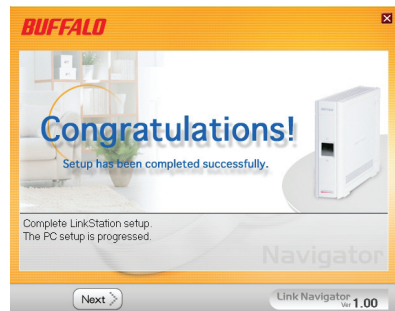 BUFFALO
Congratulations!
Setup has been completed successfully.
Complete LinkStation setup.
The PC setup is progressed.
Navigator
Next
Link Navigator
Ver 1.00